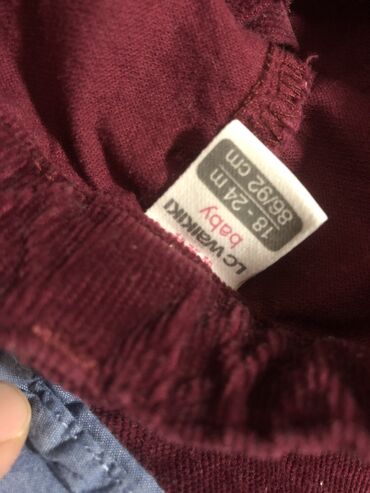 LC WAIKIKI
baby
18 - 24 m
86/92 cm